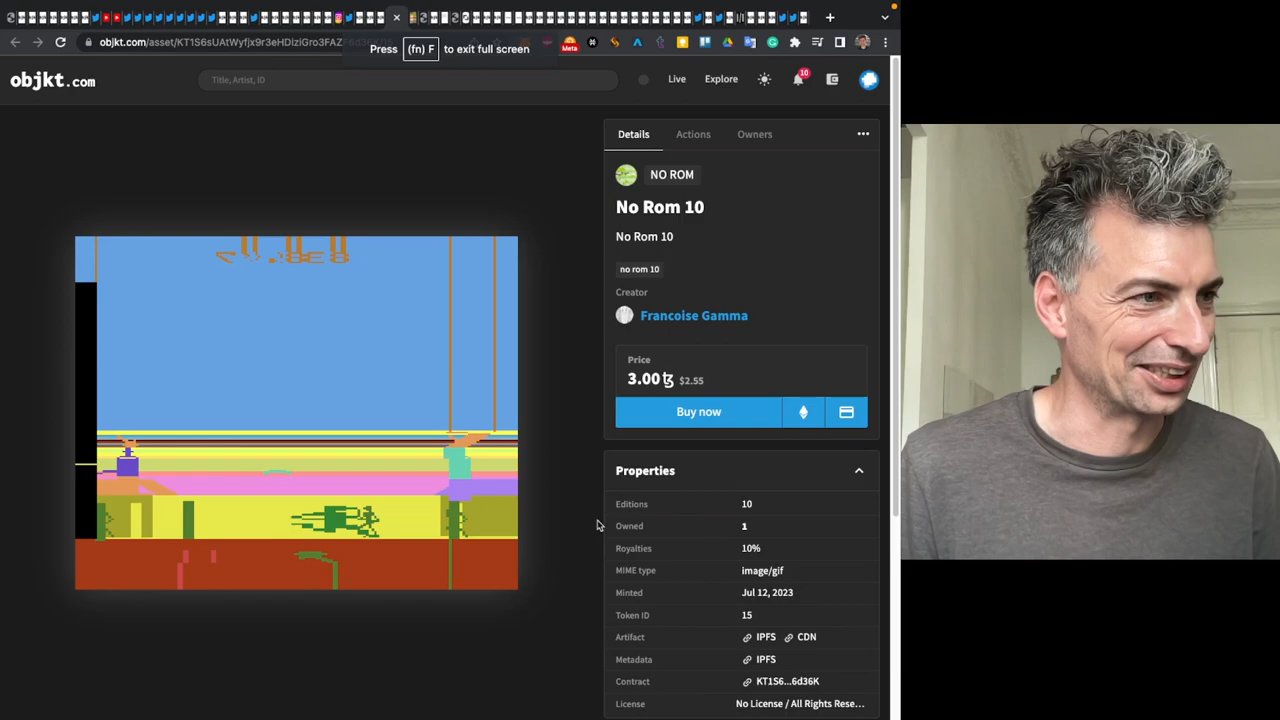 objkt.com/asset/KT1S6sUAtWyfjx9r3eHDiziGro3FAZ
Press (fn) F to exit full screen
Meta
objkt.com
Title, Artist, ID
Live
Explore
10
Details
Actions
Owners
NO ROM
No Rom 10
No Rom 10
no rom 10
Creator
Francoise Gamma
Price
3.00 $2.55
Buy now
Properties
Editions 10
Owned 1
Royalties 10%
MIME type image/gif
Minted Jul 12, 2023
Token ID 15
Artifact IPFS CDN
Metadata IPFS
Contract KT1S6...6d36K
License No License / All Rights Rese...